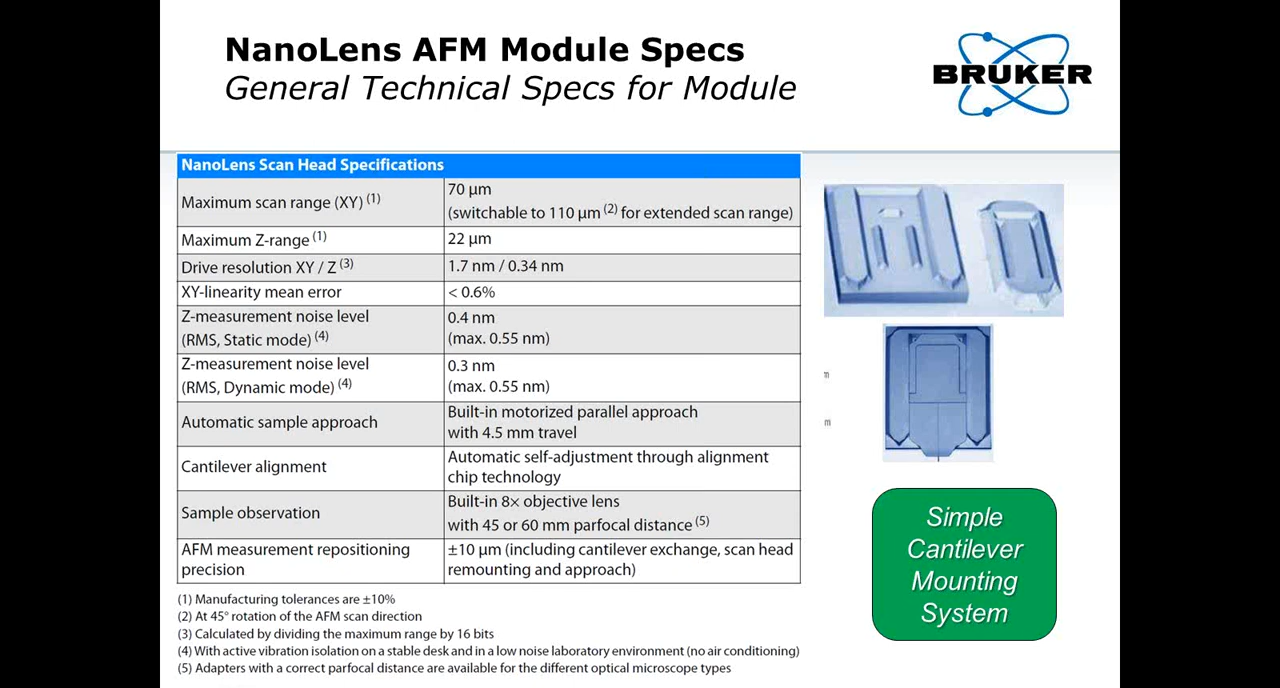 NanoLens AFM Module Specs
General Technical Specs for Module
BRUKER
NanoLens Scan Head Specifications
Maximum scan range (XY) (1)
70 µm
(switchable to 110 µm (2) for extended scan range)
Maximum Z-range (1)
22 µm
Drive resolution XY / Z (3)
1.7 nm / 0.34 nm
XY-linearity mean error
< 0.6%
Z-measurement noise level
(RMS, Static mode) (4)
0.4 nm
(max. 0.55 nm)
Z-measurement noise level
(RMS, Dynamic mode) (4)
0.3 nm
(max. 0.55 nm)
Automatic sample approach
Built-in motorized parallel approach
with 4.5 mm travel
Cantilever alignment
Automatic self-adjustment through alignment
chip technology
Sample observation
Built-in 8× objective lens
with 45 or 60 mm parfocal distance (5)
AFM measurement repositioning
precision
±10 µm (including cantilever exchange, scan head
remounting and approach)
(1) Manufacturing tolerances are ±10%
(2) At 45° rotation of the AFM scan direction
(3) Calculated by dividing the maximum range by 16 bits
(4) With active vibration isolation on a stable desk and in a low noise laboratory environment (no air conditioning)
(5) Adapters with a correct parfocal distance are available for the different optical microscope types
m
Simple
Cantilever
Mounting
System